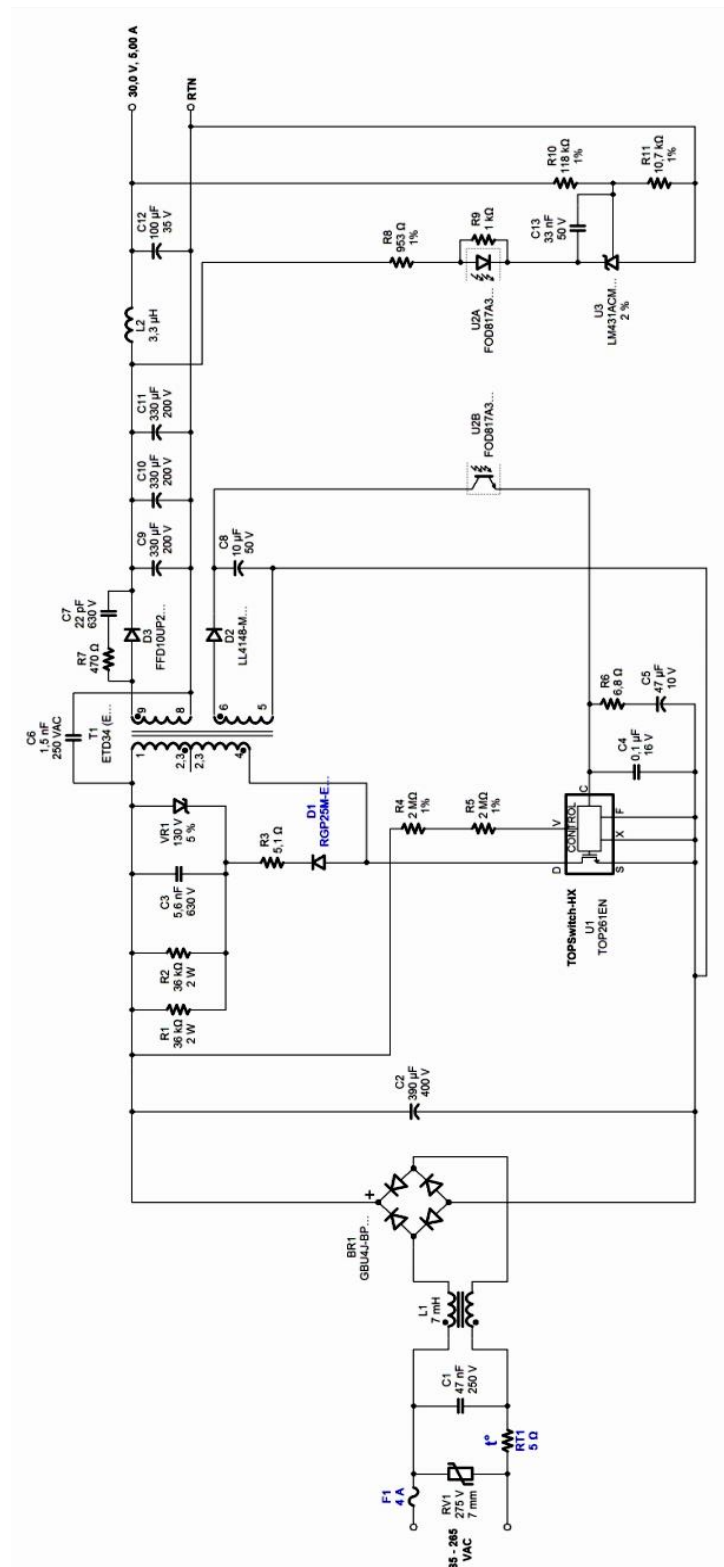 85 - 265
VAC
F1
4 A
RV1
275 V
7 mm
t°
RT1
5 Ω
C1
47 nF
250 V
L1
7 mH
BR1
GBU4J-BP...
+
C2
390 µF
400 V
R1
36 kΩ
2 W
R2
36 kΩ
2 W
C3
5,6 nF
630 V
VR1
130 V
5 %
R3
5,1 Ω
D1
RGP25M-E...
R4
2 MΩ
1%
R5
2 MΩ
1%
TOPSwitch-HX
U1
TOP261EN
D
V
CONTROL
C
S
X
F
C4
0,1 µF
16 V
R6
6,8 Ω
C5
47 µF
10 V
C6
1,5 nF
250 VAC
T1
ETD34 (E...
1
2,3
2,3
4
9
8
6
5
R7
470 Ω
C7
22 pF
630 V
D3
FFD10UP2...
D2
LL4148-M...
C8
10 µF
50 V
C9
330 µF
200 V
C10
330 µF
200 V
C11
330 µF
200 V
L2
3,3 µH
C12
100 µF
35 V
30,0 V, 5,00 A
RTN
U2B
FOD817A3...
U2A
FOD817A3...
R8
953 Ω
1%
R9
1 kΩ
C13
33 nF
50 V
U3
LM431ACM...
2 %
R10
118 kΩ
1%
R11
10,7 kΩ
1%